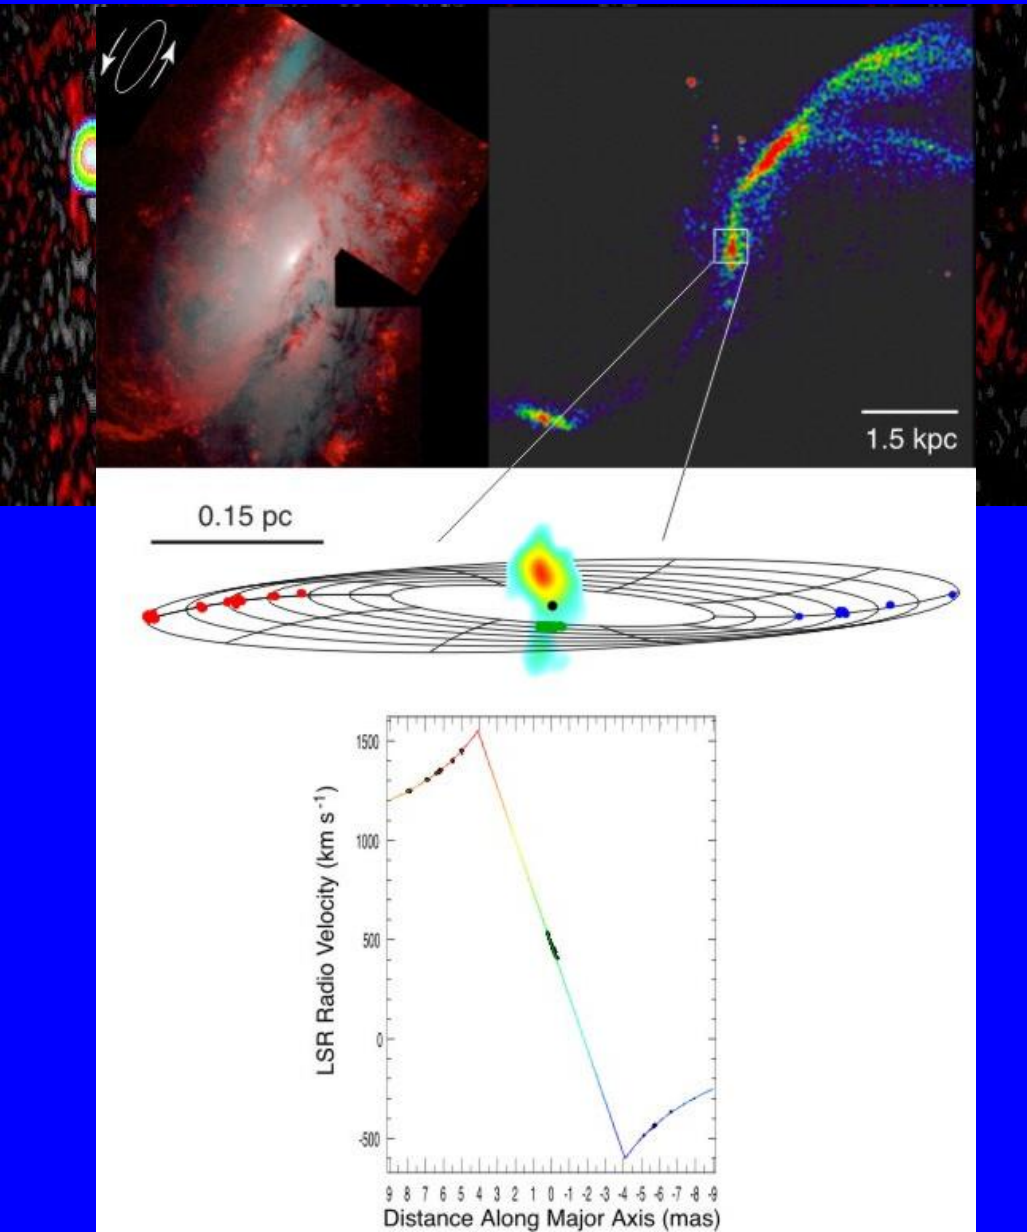 1.5 kpc
0.15 pc
LSR Radio Velocity (km s⁻¹)
1500
1000
500
0
-500
9 8 7 6 5 4 3 2 1 0 -1 -2 -3 -4 -5 -6 -7 -8 -9
Distance Along Major Axis (mas)